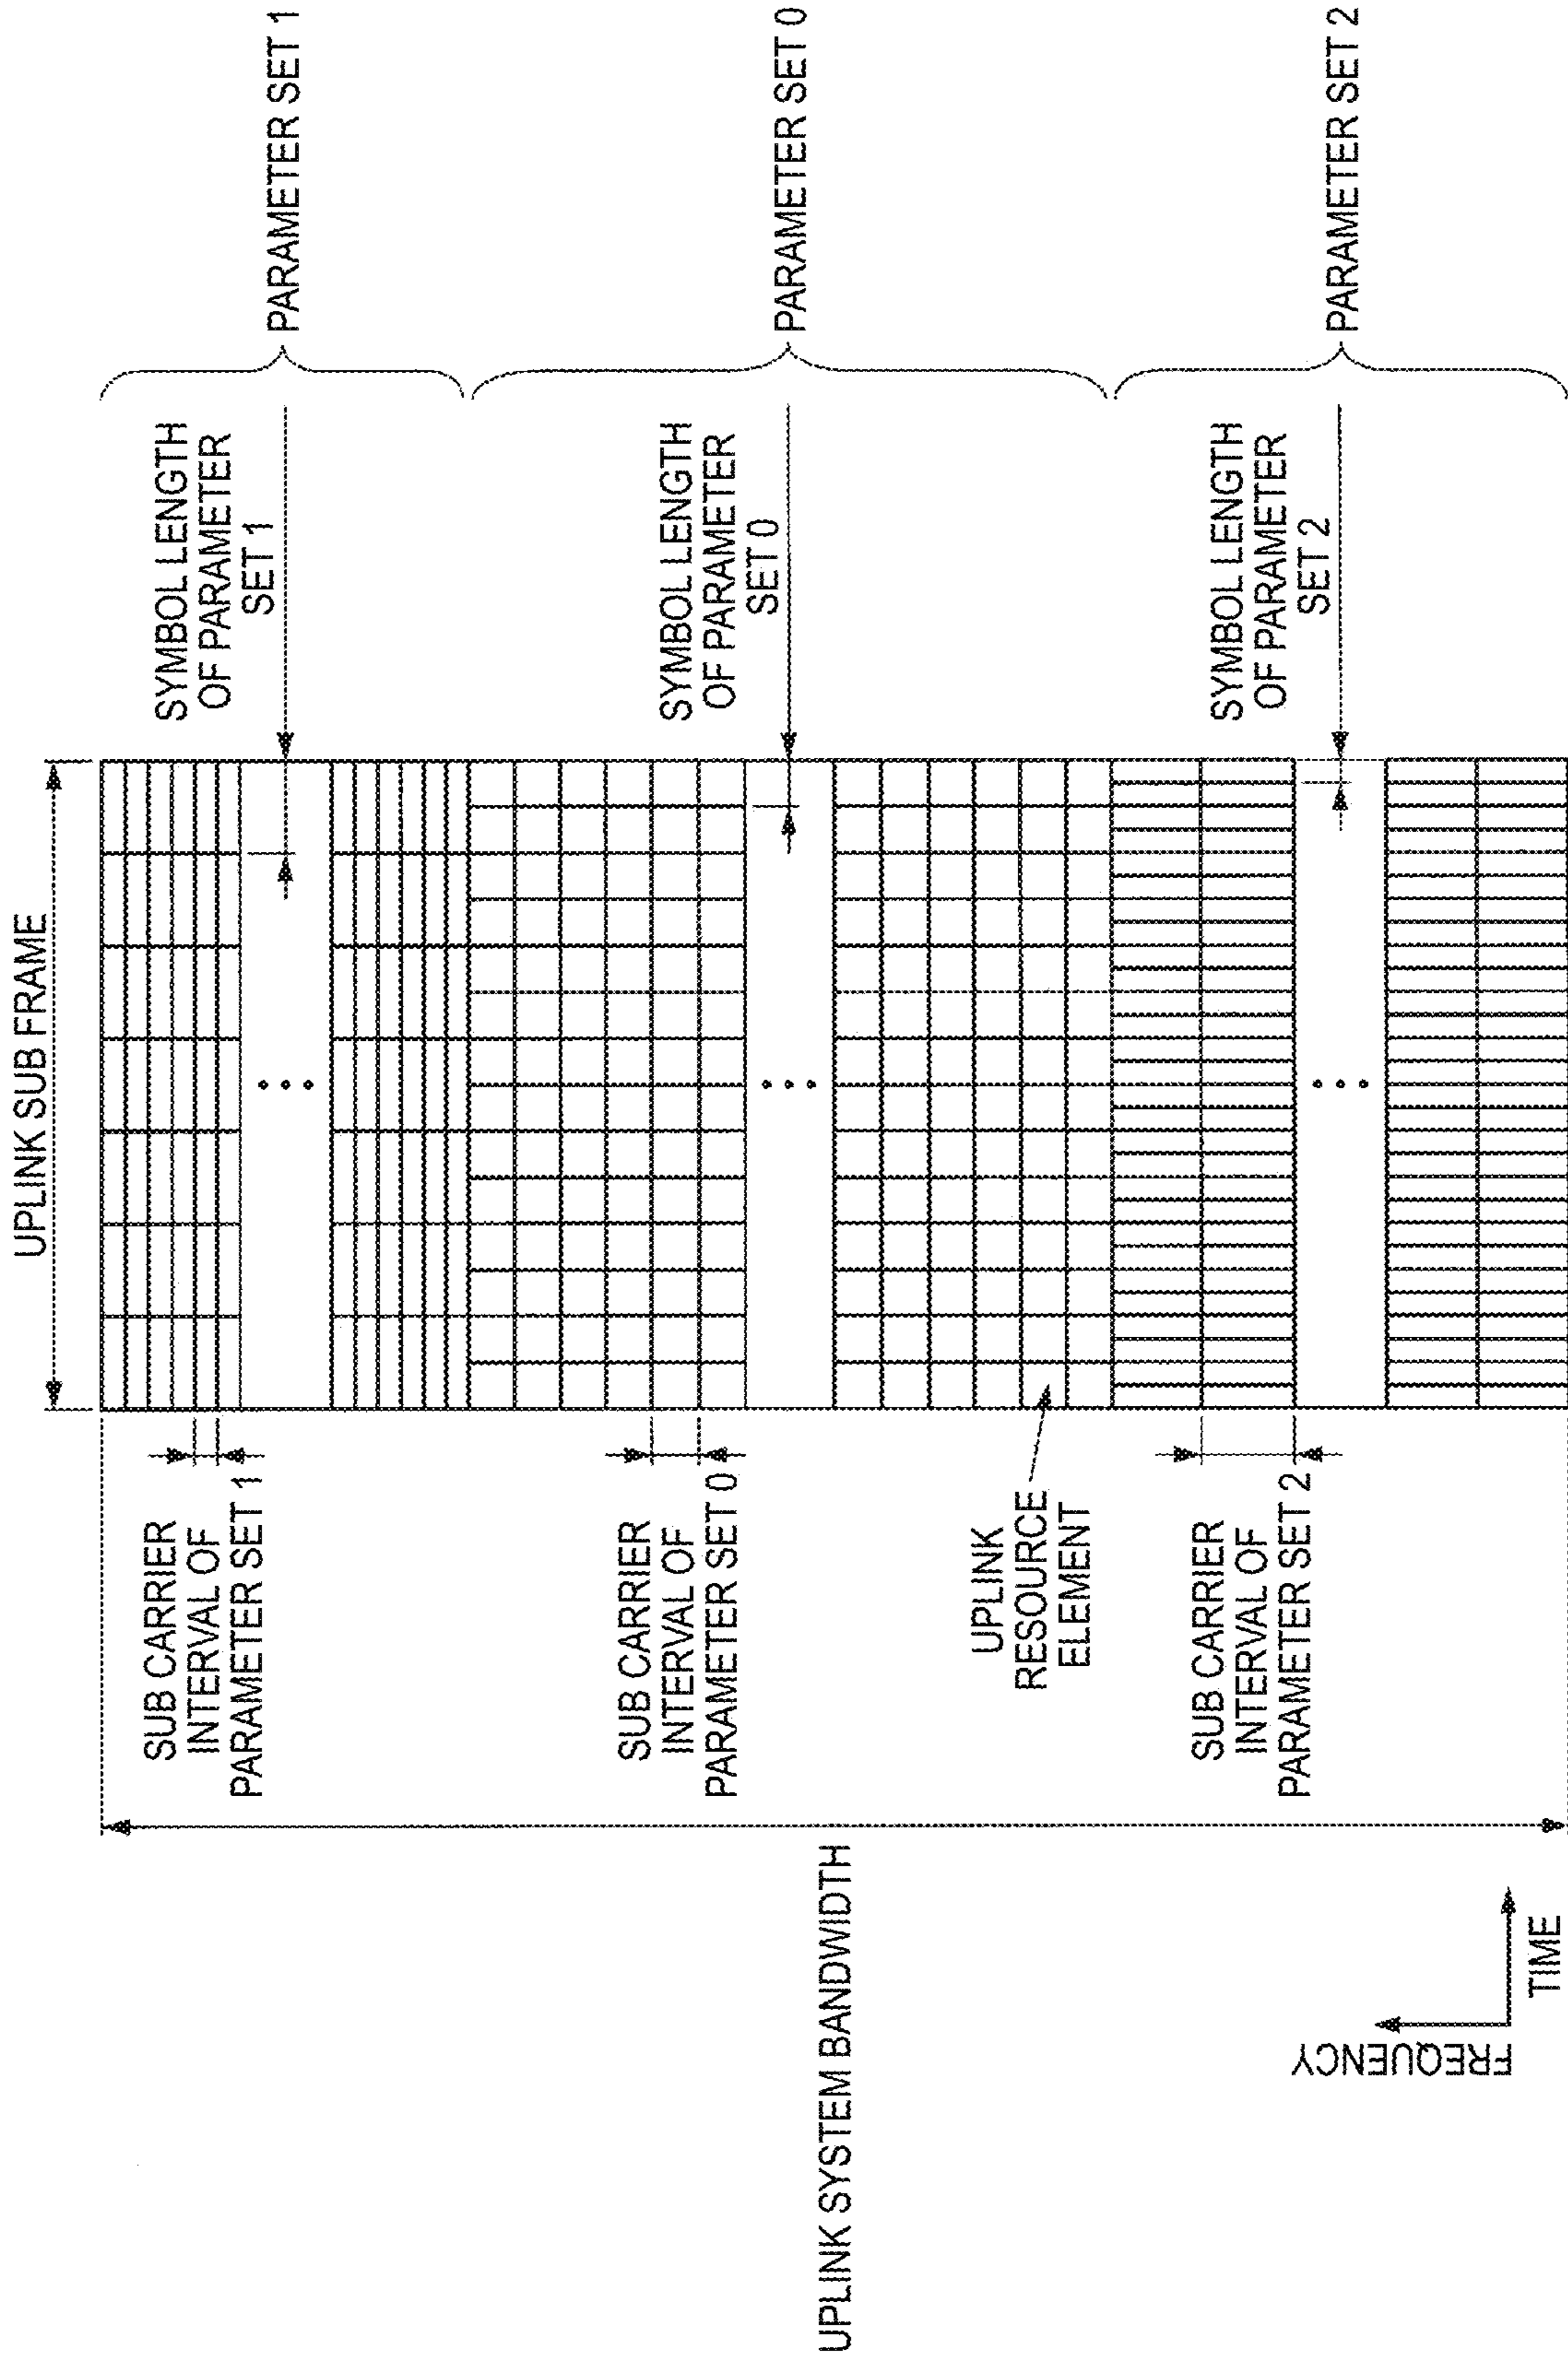 UPLINK SUB FRAME
SUB CARRIER
INTERVAL OF
PARAMETER SET 1
SYMBOL LENGTH
OF PARAMETER
SET 1
PARAMETER SET 1
UPLINK SYSTEM BANDWIDTH
SUB CARRIER
INTERVAL OF
PARAMETER SET 0
SYMBOL LENGTH
OF PARAMETER
SET 0
PARAMETER SET 0
UPLINK
RESOURCE
ELEMENT
SUB CARRIER
INTERVAL OF
PARAMETER SET 2
SYMBOL LENGTH
OF PARAMETER
SET 2
PARAMETER SET 2
FREQUENCY
TIME